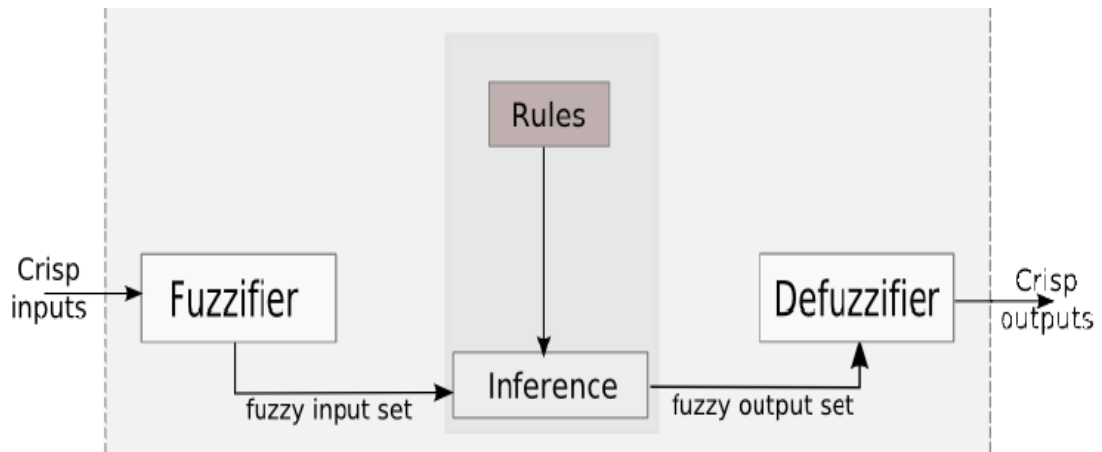 Rules
Crisp
inputs
Fuzzifier
Defuzzifier
Crisp
outputs
Inference
fuzzy input set
fuzzy output set